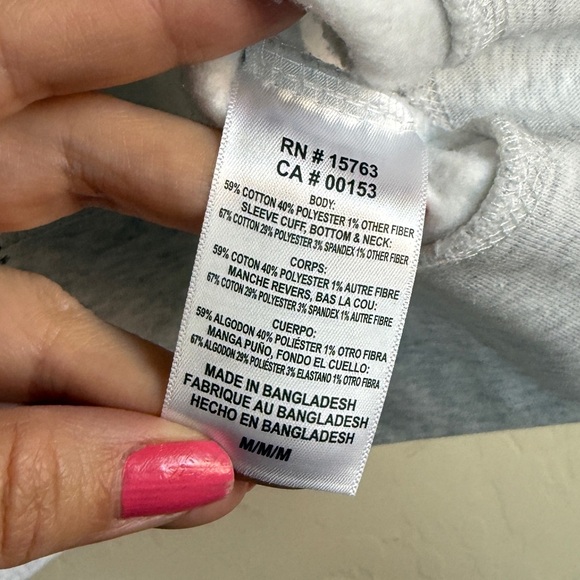 RN # 15763
CA # 00153
BODY:
59% COTTON 40% POLYESTER 1% OTHER FIBER
SLEEVE CUFF, BOTTOM & NECK:
67% COTTON 29% POLYESTER 3% SPANDEX 1% OTHER FIBER
CORPS:
59% COTON 40% POLYESTER 1% AUTRE FIBRE
MANCHE REVERS, BAS LA COU:
67% COTON 29% POLYESTER 3% SPANDEX 1% AUTRE FIBRE
CUERPO:
59% ALGODON 40% POLIÉSTER 1% OTRO FIBRA
MANGA PUÑO, FONDO EL CUELLO:
67% ALGODON 29% POLIÉSTER 3% ELASTANO 1% OTRO FIBRA
MADE IN BANGLADESH
FABRIQUE AU BANGLADESH
HECHO EN BANGLADESH
M/M/M